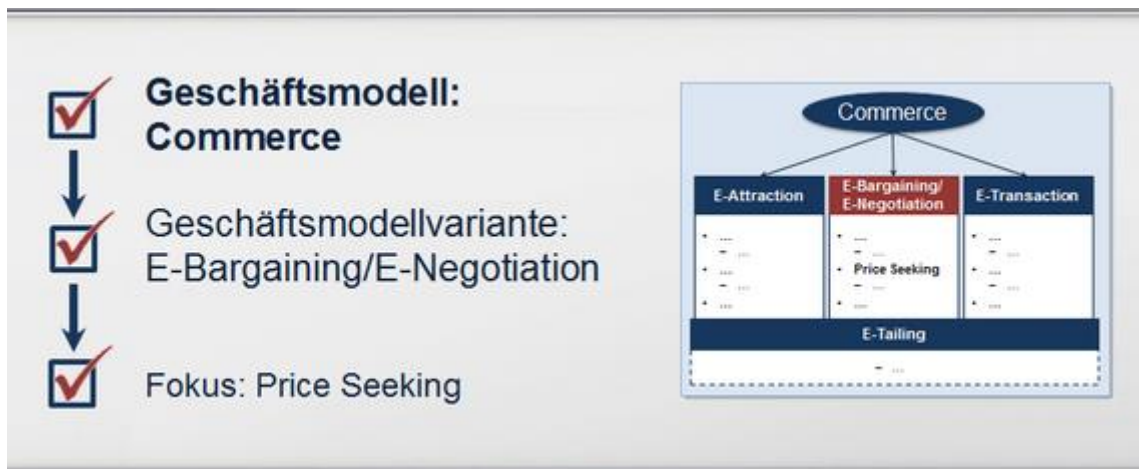 Geschäftsmodell:
Commerce
Geschäftsmodellvariante:
E-Bargaining/E-Negotiation
Fokus: Price Seeking
Commerce
E-Attraction
• ...
– ...
• ...
– ...
• ...
E-Bargaining/
E-Negotiation
• ...
– ...
• Price Seeking
– ...
• ...
E-Transaction
• ...
– ...
• ...
– ...
• ...
E-Tailing
– ...